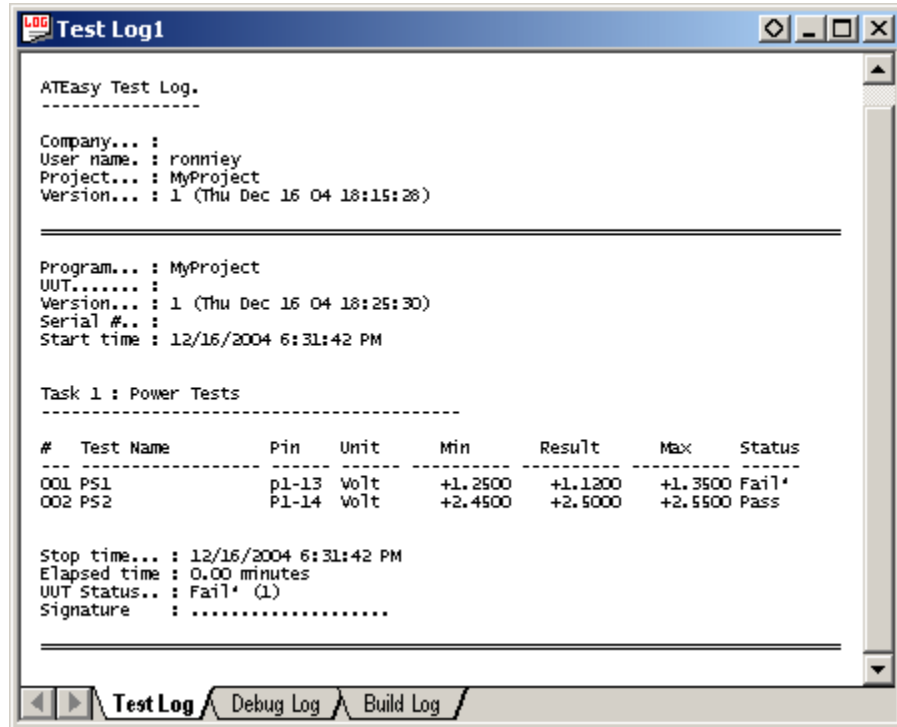 LOG Test Log1
ATEasy Test Log.
----------------
Company... :
User name. : ronniey
Project... : MyProject
Version... : 1 (Thu Dec 16 04 18:15:28)
Program... : MyProject
UUT....... :
Version... : 1 (Thu Dec 16 04 18:25:30)
Serial #.. :
Start time : 12/16/2004 6:31:42 PM
Task 1 : Power Tests
------------------------------------------
# Test Name Pin Unit Min Result Max Status
--- ------------------ ------ ------ ---------- ---------- ---------- ------
001 PS1 p1-13 Volt +1.2500 +1.1200 +1.3500 Fail*
002 PS2 P1-14 Volt +2.4500 +2.5000 +2.5500 Pass
Stop time... : 12/16/2004 6:31:42 PM
Elapsed time : 0.00 minutes
UUT Status.. : Fail* (1)
Signature : ....................
Test Log Debug Log Build Log